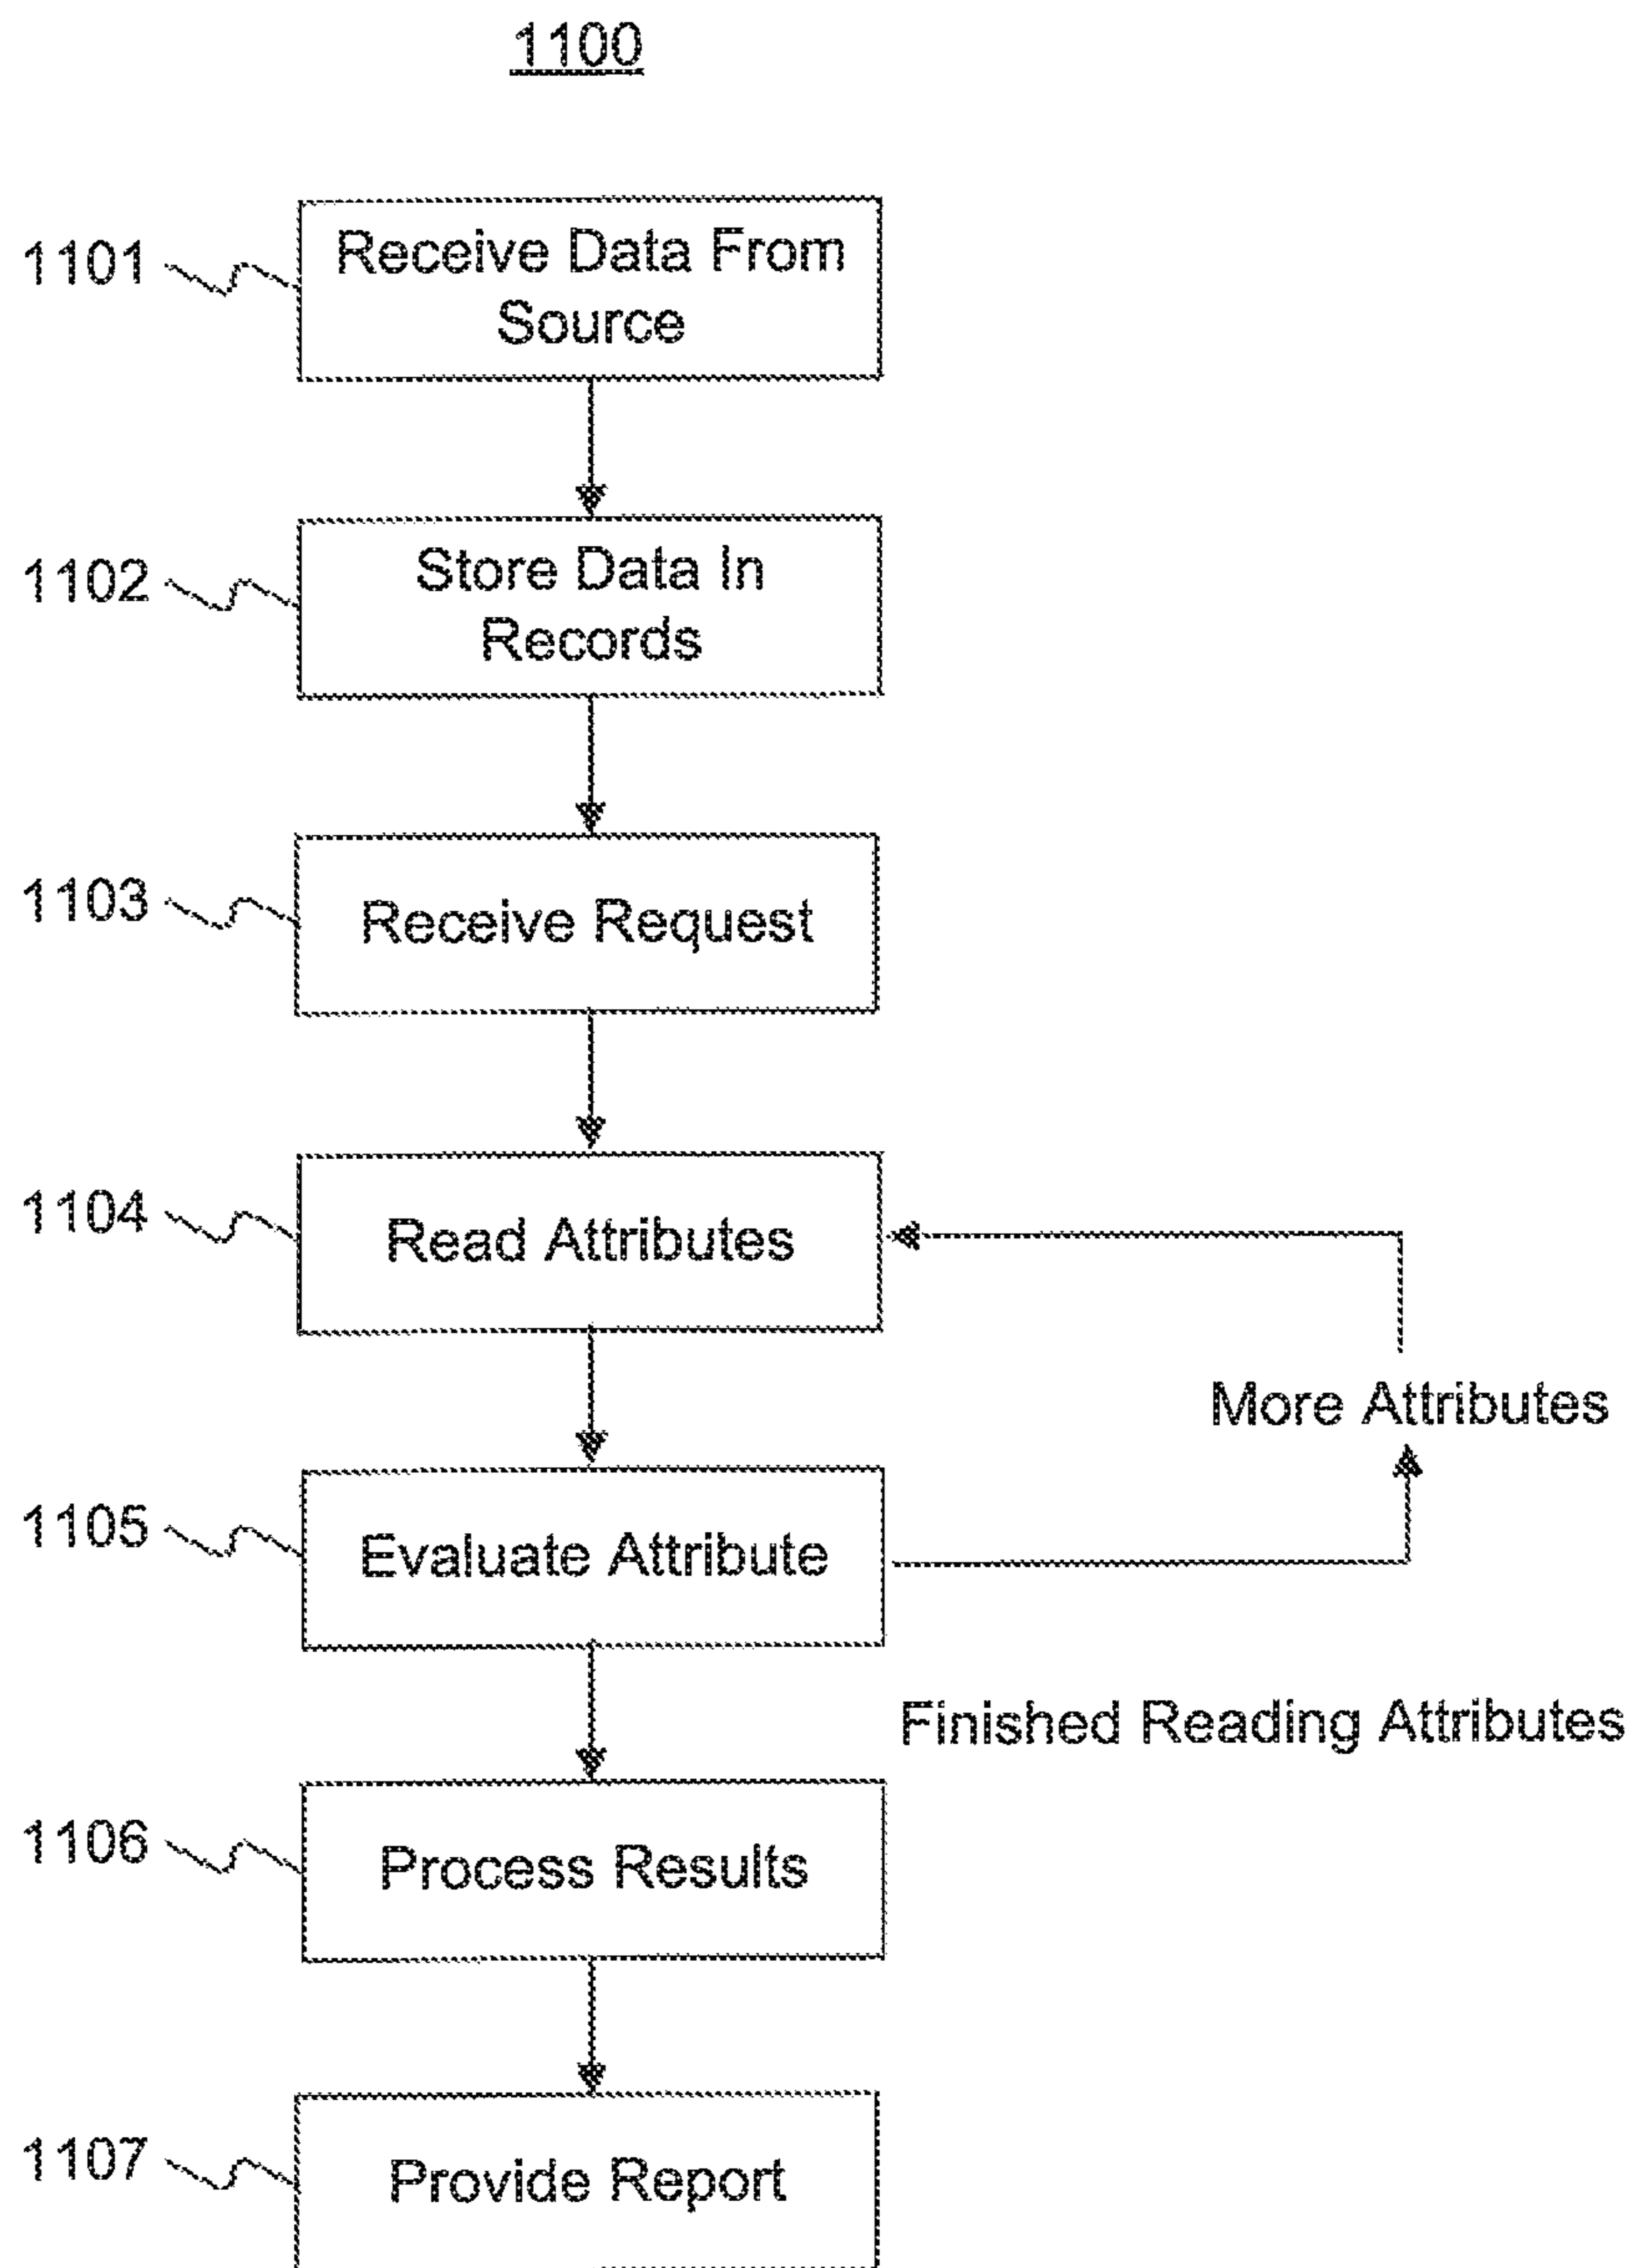 1100
1101
Receive Data From
Source
1102
Store Data In
Records
1103
Receive Request
1104
Read Attributes
More Attributes
1105
Evaluate Attribute
Finished Reading Attributes
1106
Process Results
1107
Provide Report